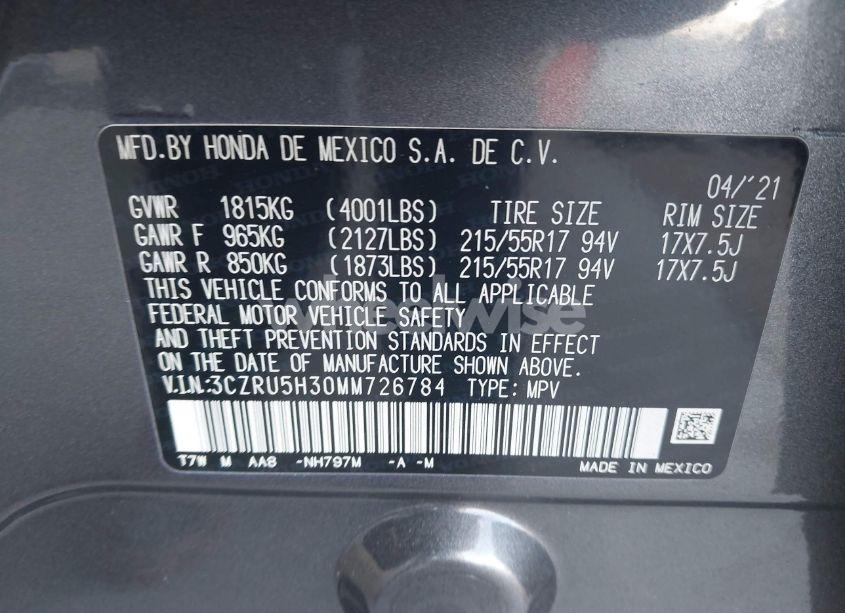 MFD.BY HONDA DE MEXICO S.A. DE C.V.
04/'21
GVWR 1815KG (4001LBS) TIRE SIZE RIM SIZE
GAWR F 965KG (2127LBS) 215/55R17 94V 17X7.5J
GAWR R 850KG (1873LBS) 215/55R17 94V 17X7.5J
THIS VEHICLE CONFORMS TO ALL APPLICABLE
FEDERAL MOTOR VEHICLE SAFETY
AND THEFT PREVENTION STANDARDS IN EFFECT
ON THE DATE OF MANUFACTURE SHOWN ABOVE.
V.I.N.:3CZRU5H30MM726784 TYPE: MPV
T7W M AA8 -NH797M -A -M
MADE IN MEXICO
wheelwise